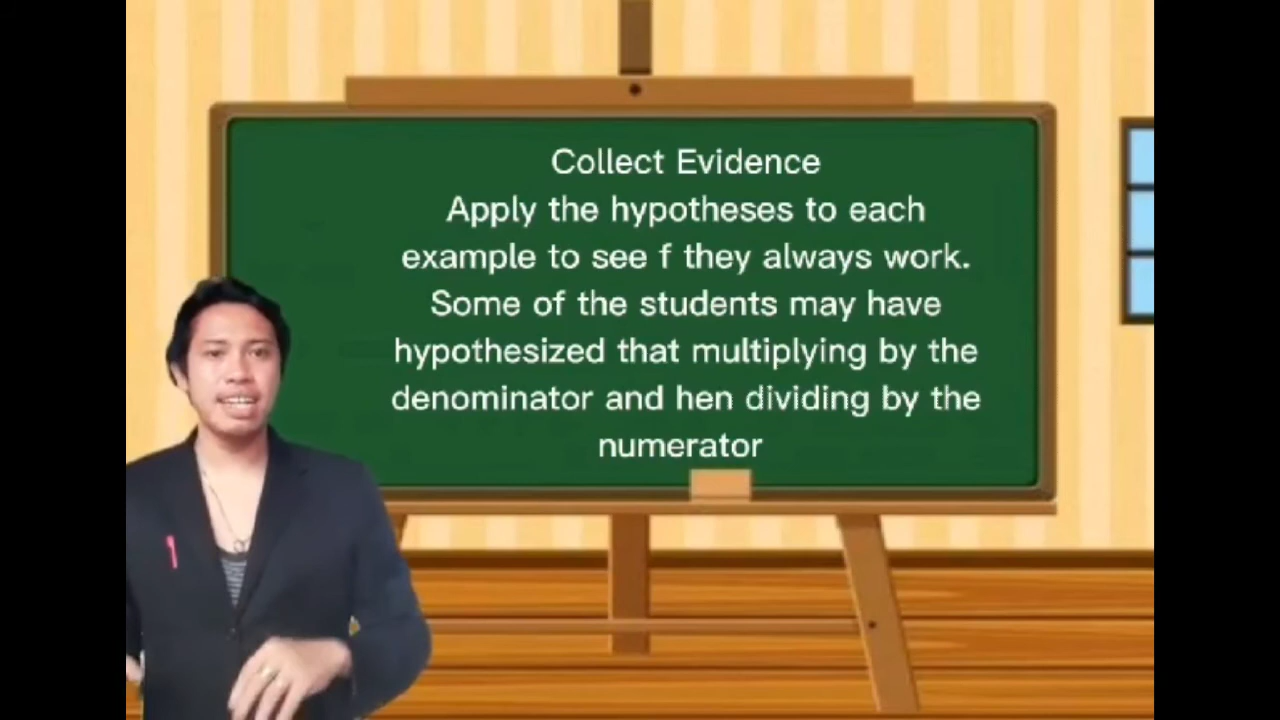 Collect Evidence
Apply the hypotheses to each
example to see f they always work.
Some of the students may have
hypothesized that multiplying by the
denominator and hen dividing by the
numerator